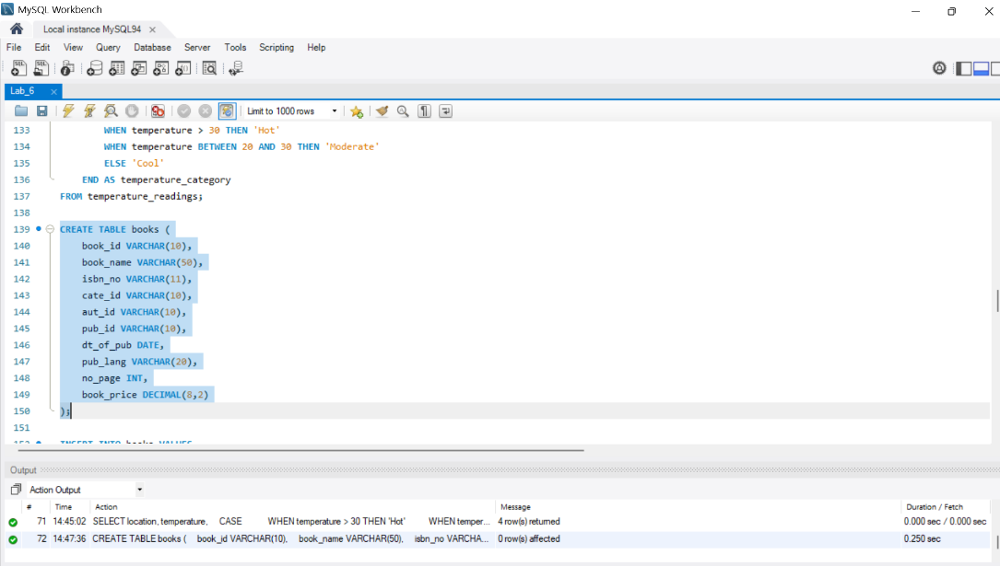 MySQL Workbench
Local instance MySQL94 ×
File Edit View Query Database Server Tools Scripting Help
Lab_6 ×
Limit to 1000 rows
133 WHEN temperature > 30 THEN 'Hot'
134 WHEN temperature BETWEEN 20 AND 30 THEN 'Moderate'
135 ELSE 'Cool'
136 END AS temperature_category
137 FROM temperature_readings;
138
139 CREATE TABLE books (
140 book_id VARCHAR(10),
141 book_name VARCHAR(50),
142 isbn_no VARCHAR(11),
143 cate_id VARCHAR(10),
144 aut_id VARCHAR(10),
145 pub_id VARCHAR(10),
146 dt_of_pub DATE,
147 pub_lang VARCHAR(20),
148 no_page INT,
149 book_price DECIMAL(8,2)
150 );
151
152 INSERT INTO books VALUES
Output
Action Output
# Time Action Message Duration / Fetch
71 14:45:02 SELECT location, temperature, CASE WHEN temperature > 30 THEN 'Hot' WHEN temper... 4 row(s) returned 0.000 sec / 0.000 sec
72 14:47:36 CREATE TABLE books ( book_id VARCHAR(10), book_name VARCHAR(50), isbn_no VARCHA... 0 row(s) affected 0.250 sec